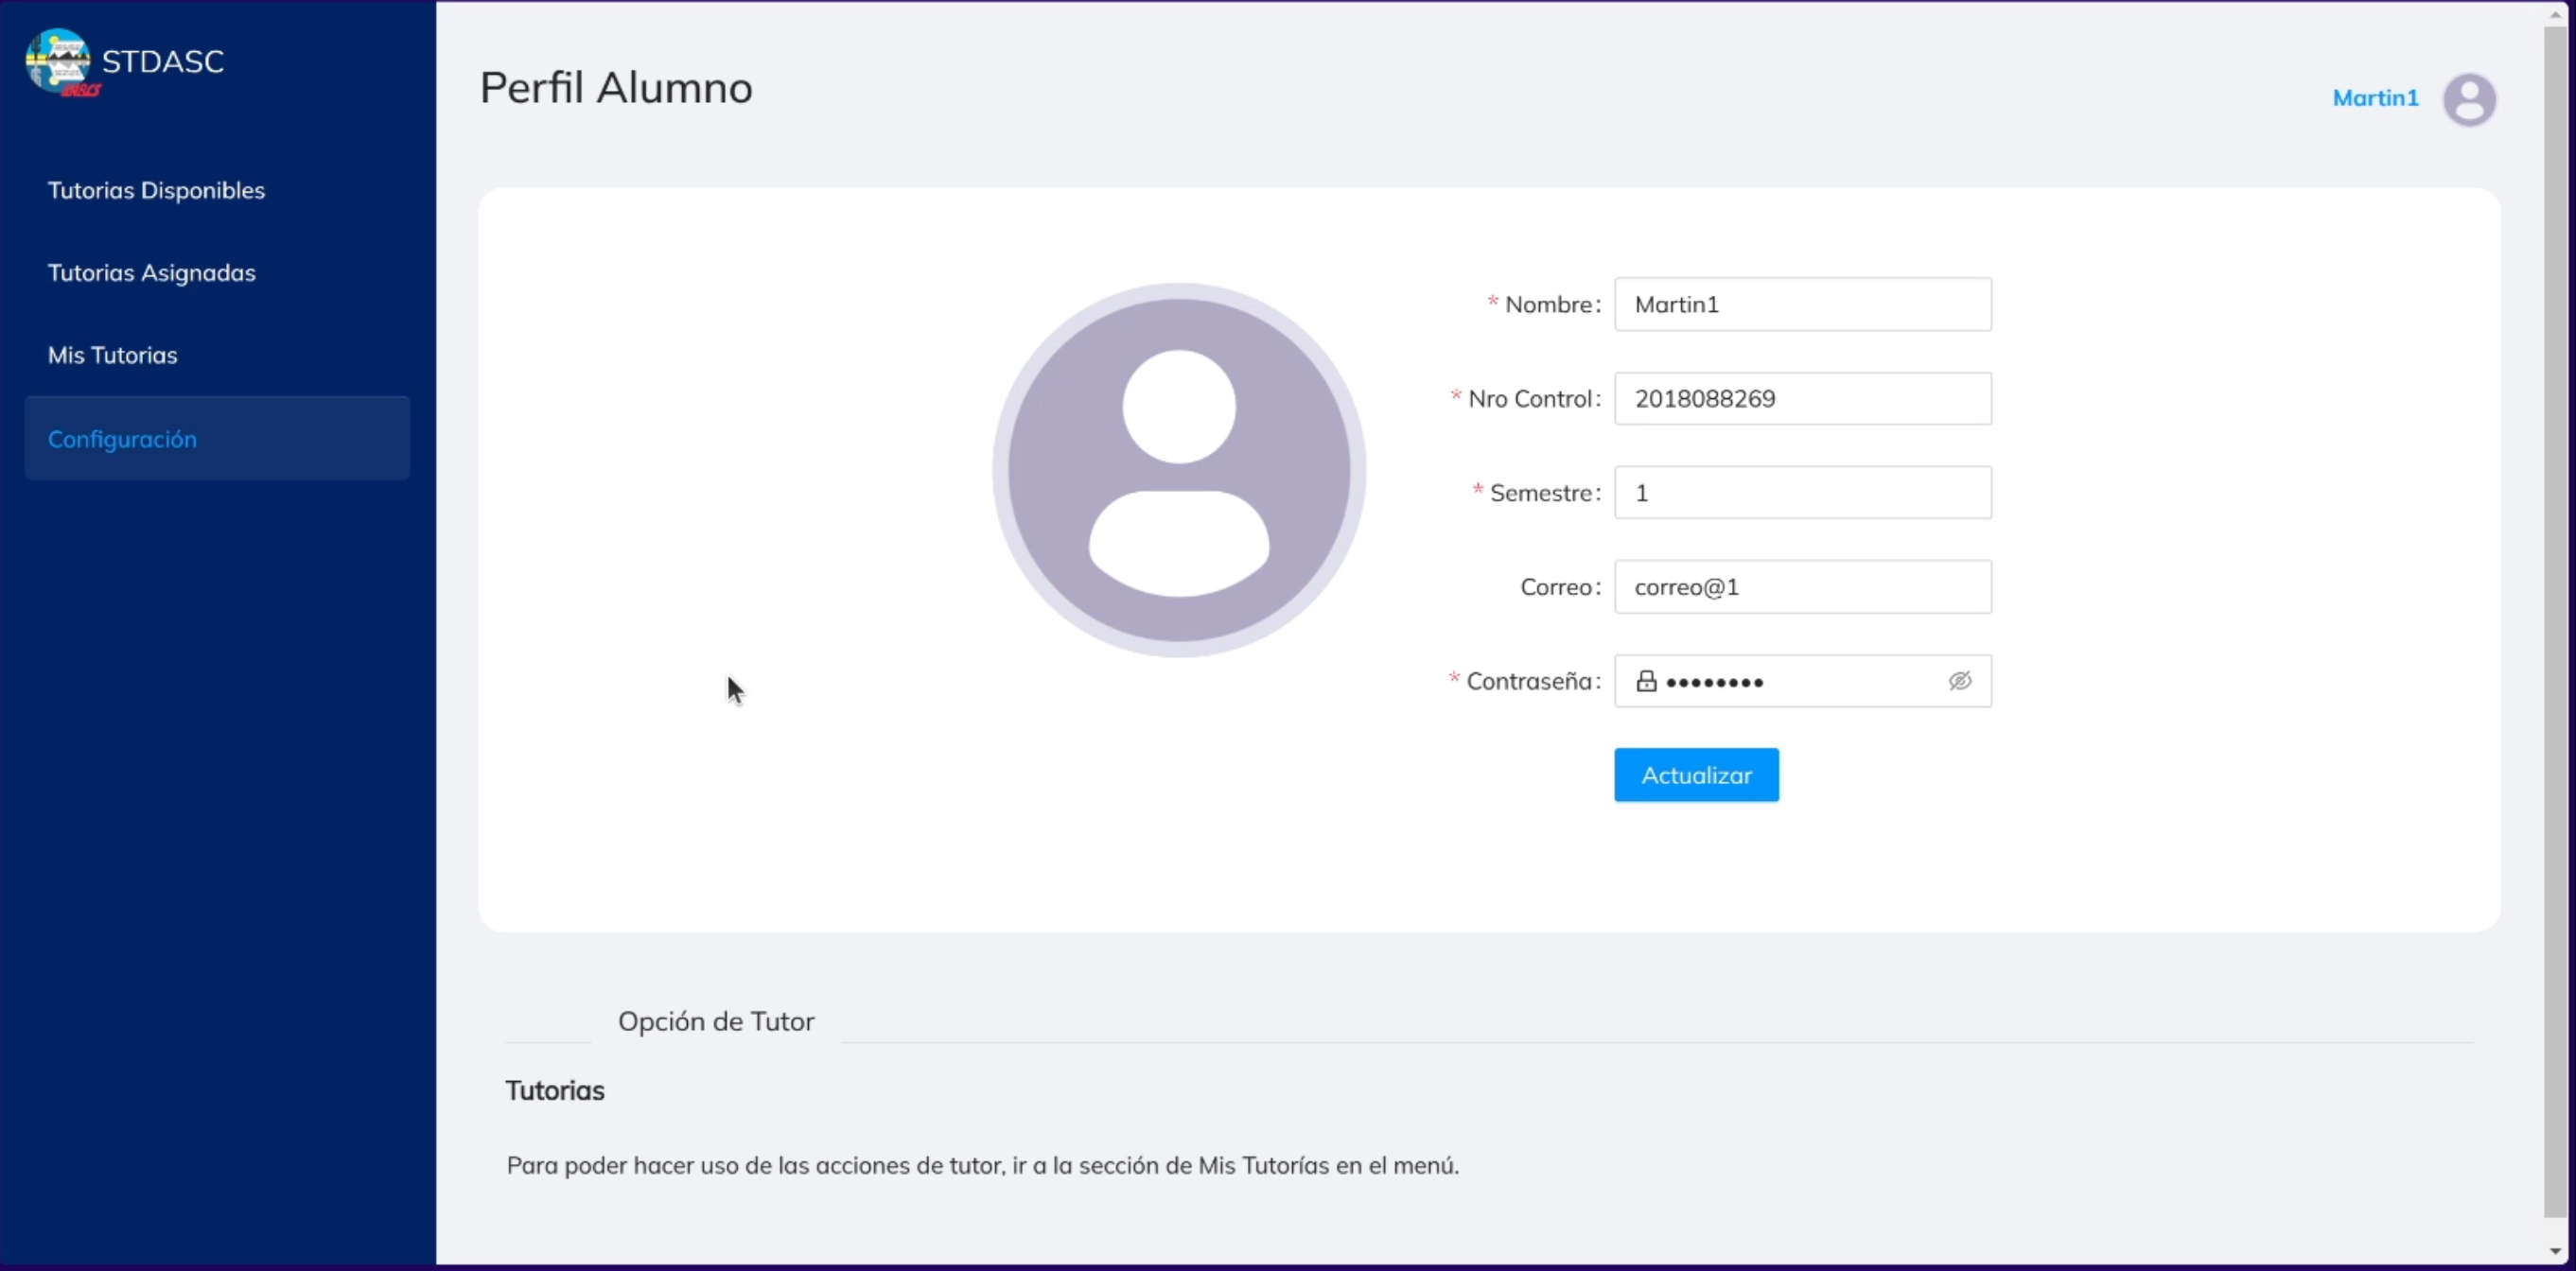 STDASC
Tutorias Disponibles
Tutorias Asignadas
Mis Tutorias
Configuración
Perfil Alumno
Martin1
* Nombre: Martin1
* Nro Control: 2018088269
* Semestre: 1
Correo: correo@1
* Contraseña: ••••••••
Actualizar
Opción de Tutor
Tutorias
Para poder hacer uso de las acciones de tutor, ir a la sección de Mis Tutorías en el menú.